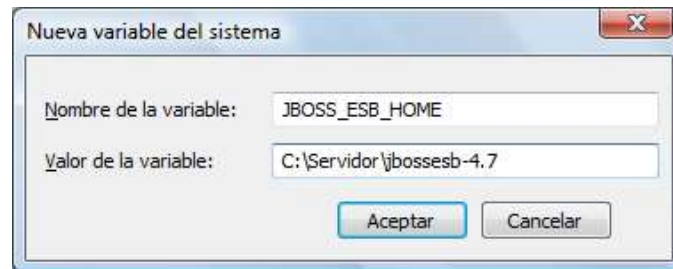 Nueva variable del sistema
Nombre de la variable: JBOSS_ESB_HOME
Valor de la variable: C:\Servidor\jbossesb-4.7
Aceptar Cancelar